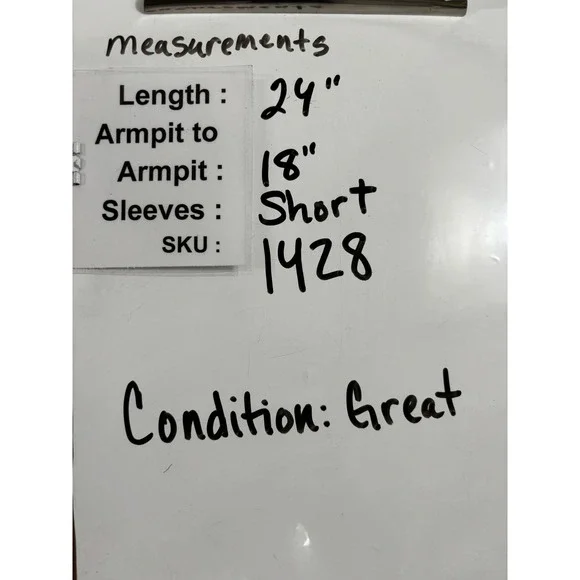 measurements
Length : 24"
Armpit to
Armpit : 18"
Sleeves : Short
SKU : 1428
Condition: Great